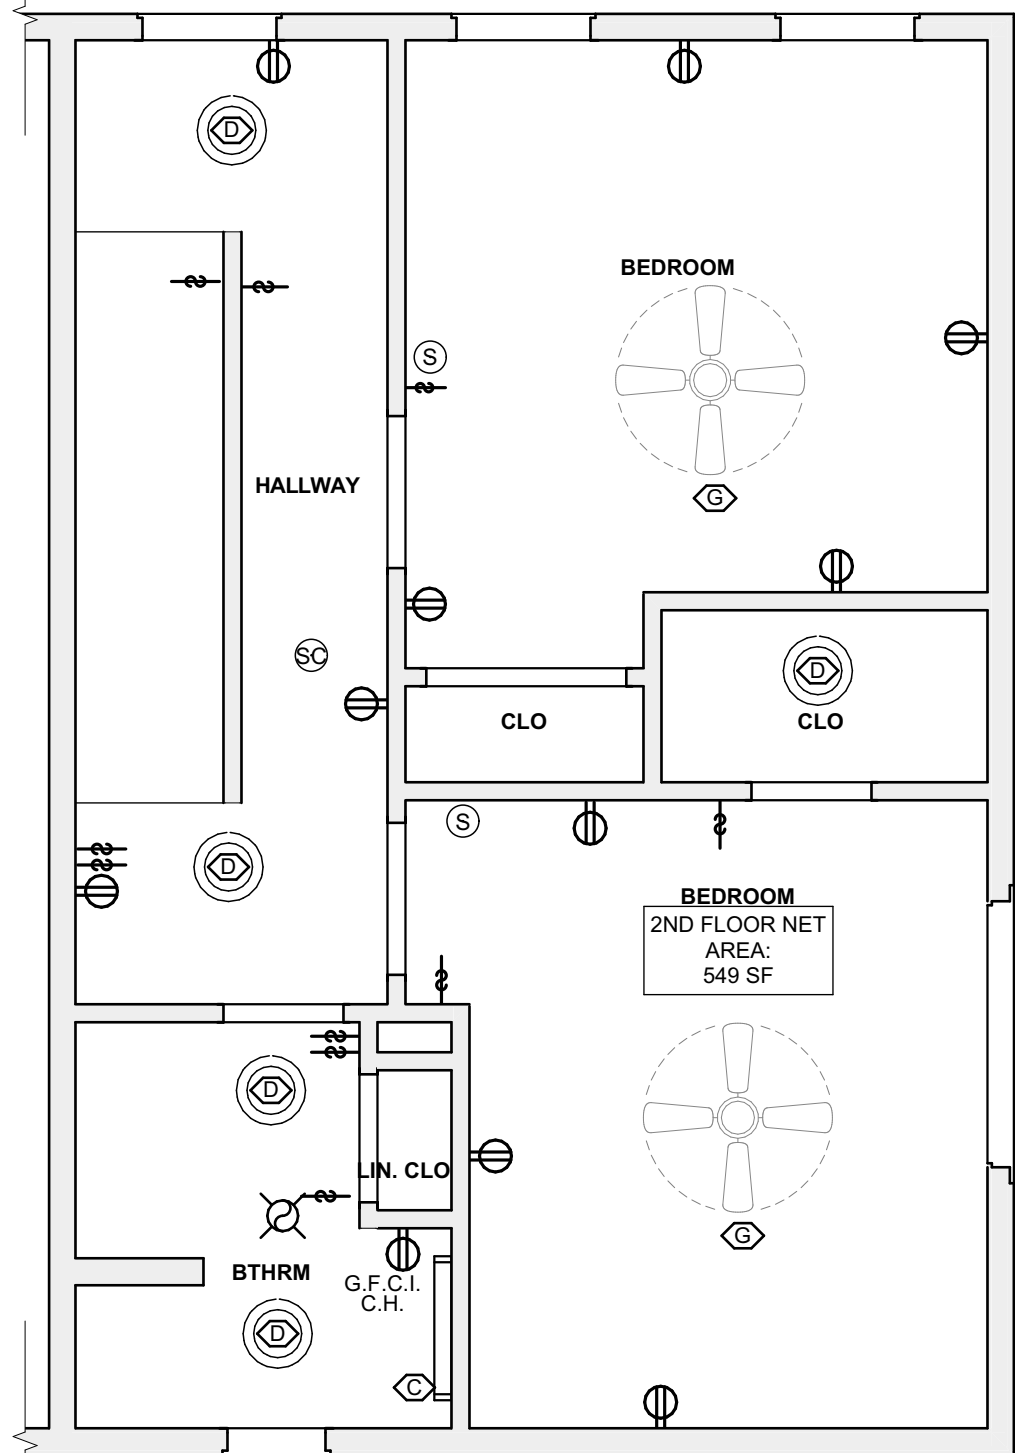 D
BEDROOM
S
HALLWAY
G
SC
D
CLO
CLO
S
D
BEDROOM
2ND FLOOR NET
AREA:
549 SF
D
LIN. CLO
G
BTHRM
G.F.C.I.
C.H.
D
C